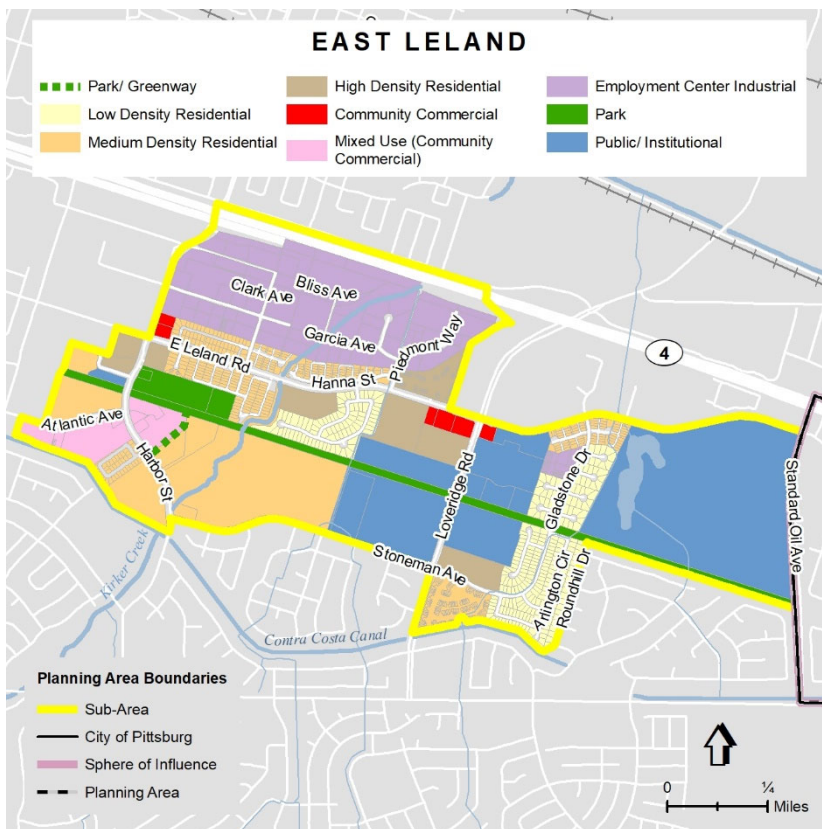 EAST LELAND
Park/ Greenway
Low Density Residential
Medium Density Residential
High Density Residential
Community Commercial
Mixed Use (Community
Commercial)
Employment Center Industrial
Park
Public/ Institutional
Bliss Ave
Clark Ave
Garcia Ave
Piedmont Way
E Leland Rd
Hanna St
4
Atlantic Ave
Harbor St
Loveridge Rd
Gladstone Dr
Standard Oil Ave
Stoneman Ave
Arlington Cir
Roundhill Dr
Kirker Creek
Contra Costa Canal
Planning Area Boundaries
Sub-Area
City of Pittsburg
Sphere of Influence
Planning Area
0 ¼
Miles